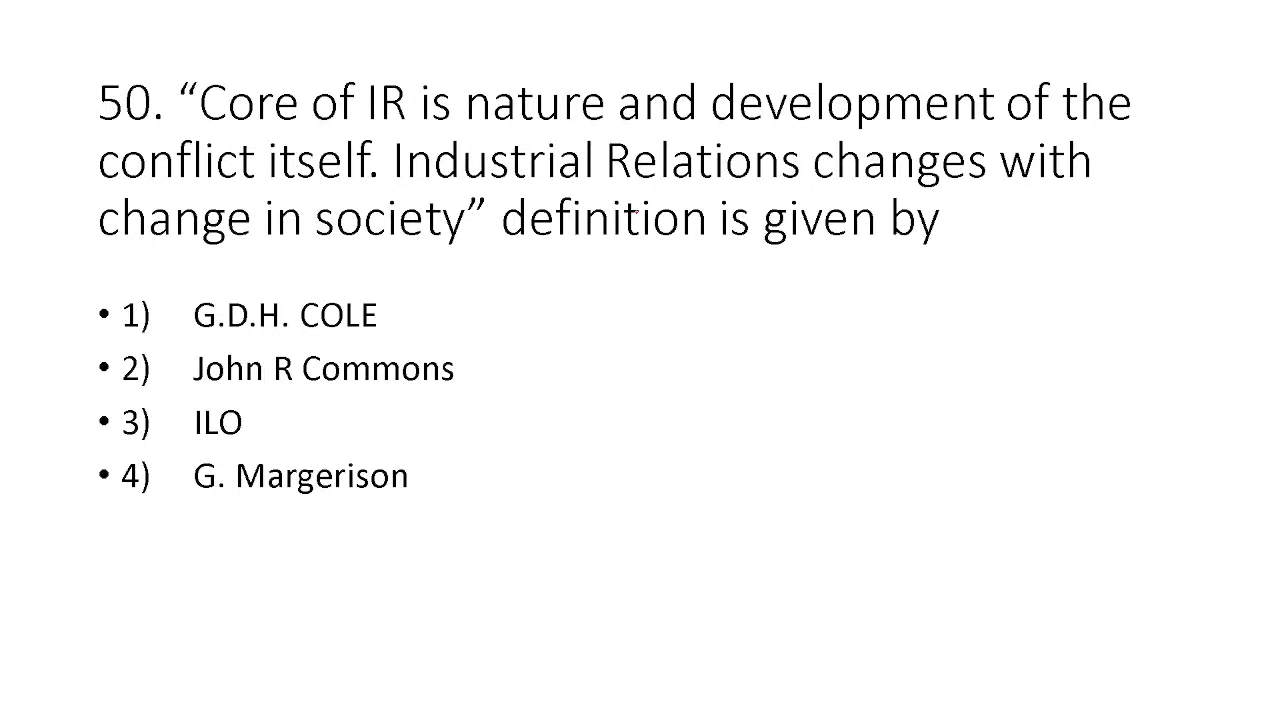 50. “Core of IR is nature and development of the
conflict itself. Industrial Relations changes with
change in society” definition is given by
• 1) G.D.H. COLE
• 2) John R Commons
• 3) ILO
• 4) G. Margerison